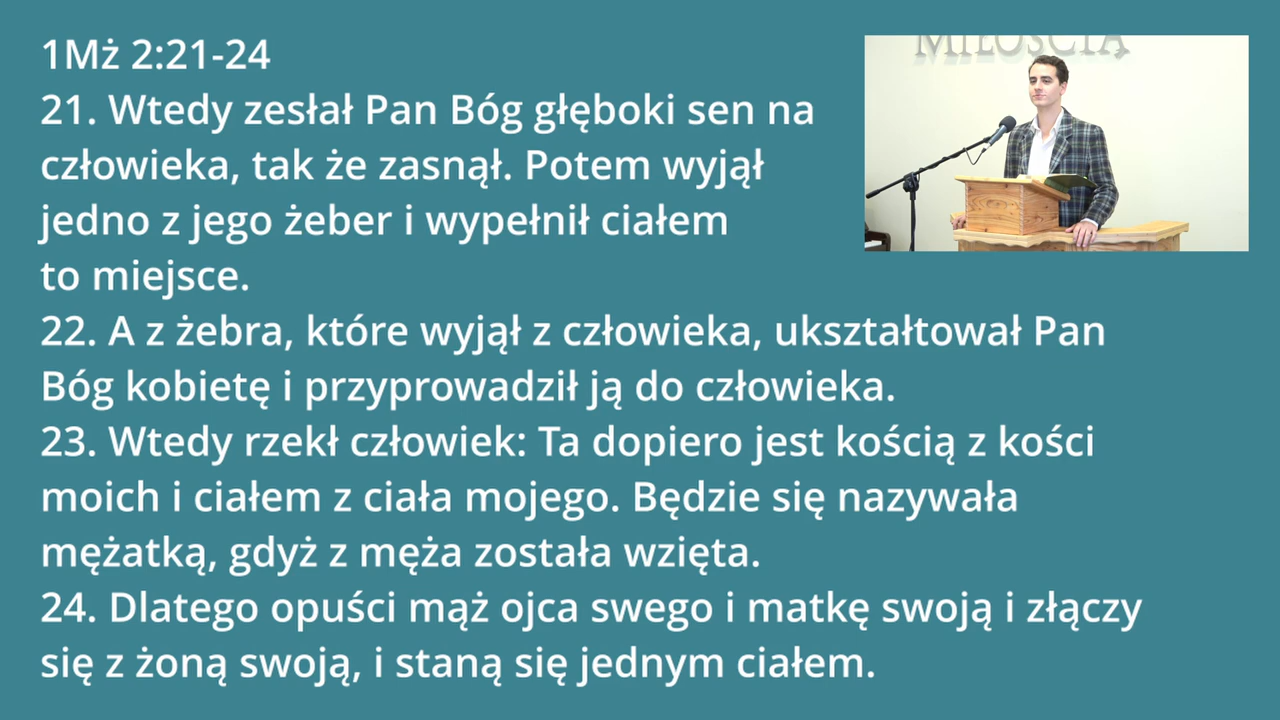 1Mż 2:21-24
21. Wtedy zesłał Pan Bóg głęboki sen na
człowieka, tak że zasnął. Potem wyjął
jedno z jego żeber i wypełnił ciałem
to miejsce.
22. A z żebra, które wyjął z człowieka, ukształtował Pan
Bóg kobietę i przyprowadził ją do człowieka.
23. Wtedy rzekł człowiek: Ta dopiero jest kością z kości
moich i ciałem z ciała mojego. Będzie się nazywała
mężatką, gdyż z męża została wzięta.
24. Dlatego opuści mąż ojca swego i matkę swoją i złączy
się z żoną swoją, i staną się jednym ciałem.
MIŁOŚCIĄ